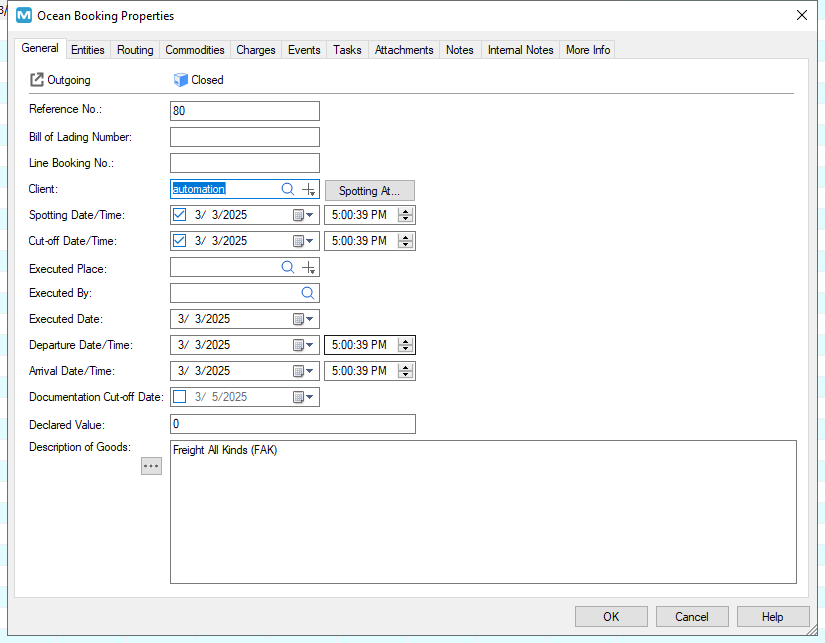 3/
M Ocean Booking Properties
General Entities Routing Commodities Charges Events Tasks Attachments Notes Internal Notes More Info
Outgoing Closed
Reference No.: 80
Bill of Lading Number:
Line Booking No.:
Client: automation Spotting At...
Spotting Date/Time: 3/ 3/2025 5:00:39 PM
Cut-off Date/Time: 3/ 3/2025 5:00:39 PM
Executed Place:
Executed By:
Executed Date: 3/ 3/2025
Departure Date/Time: 3/ 3/2025 5:00:39 PM
Arrival Date/Time: 3/ 3/2025 5:00:39 PM
Documentation Cut-off Date: 3/ 5/2025
Declared Value: 0
Description of Goods: Freight All Kinds (FAK)
...
OK Cancel Help